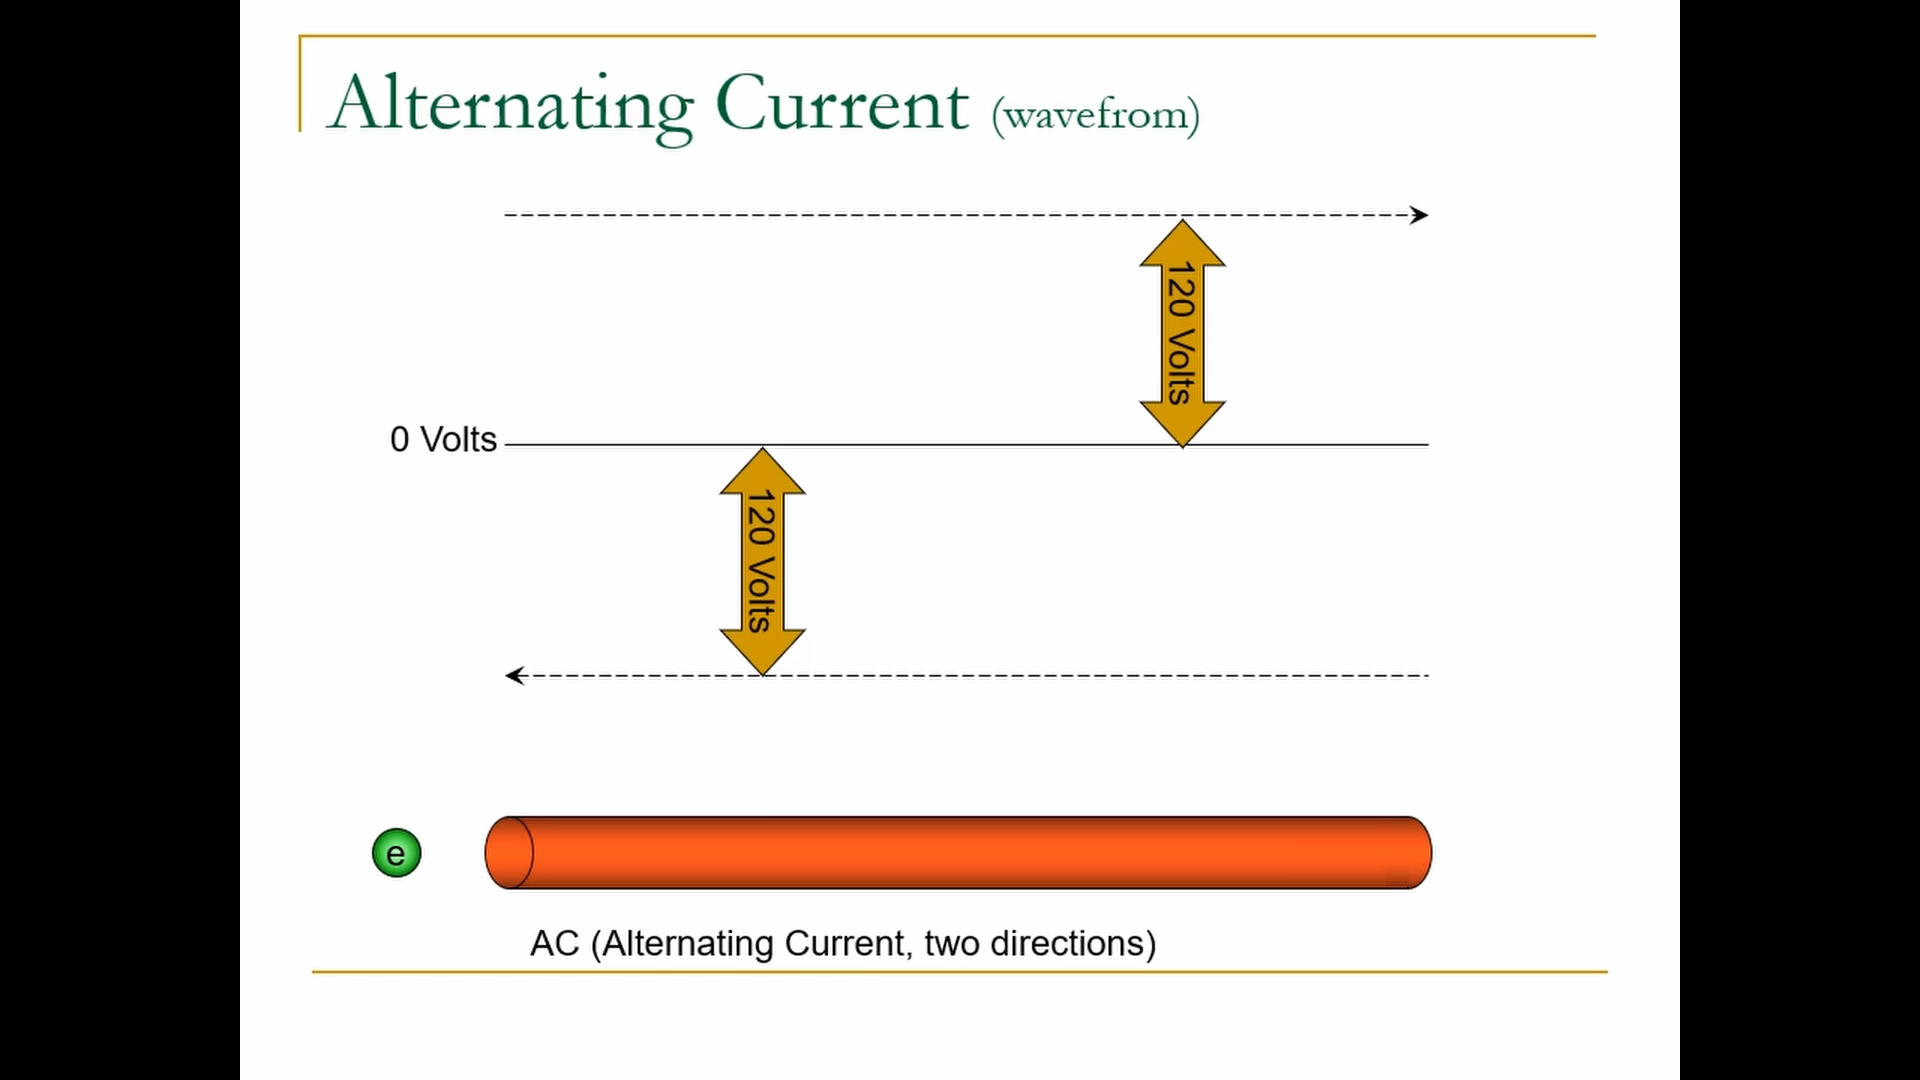 Alternating Current (wavefrom)
120 Volts
0 Volts
120 Volts
e
AC (Alternating Current, two directions)